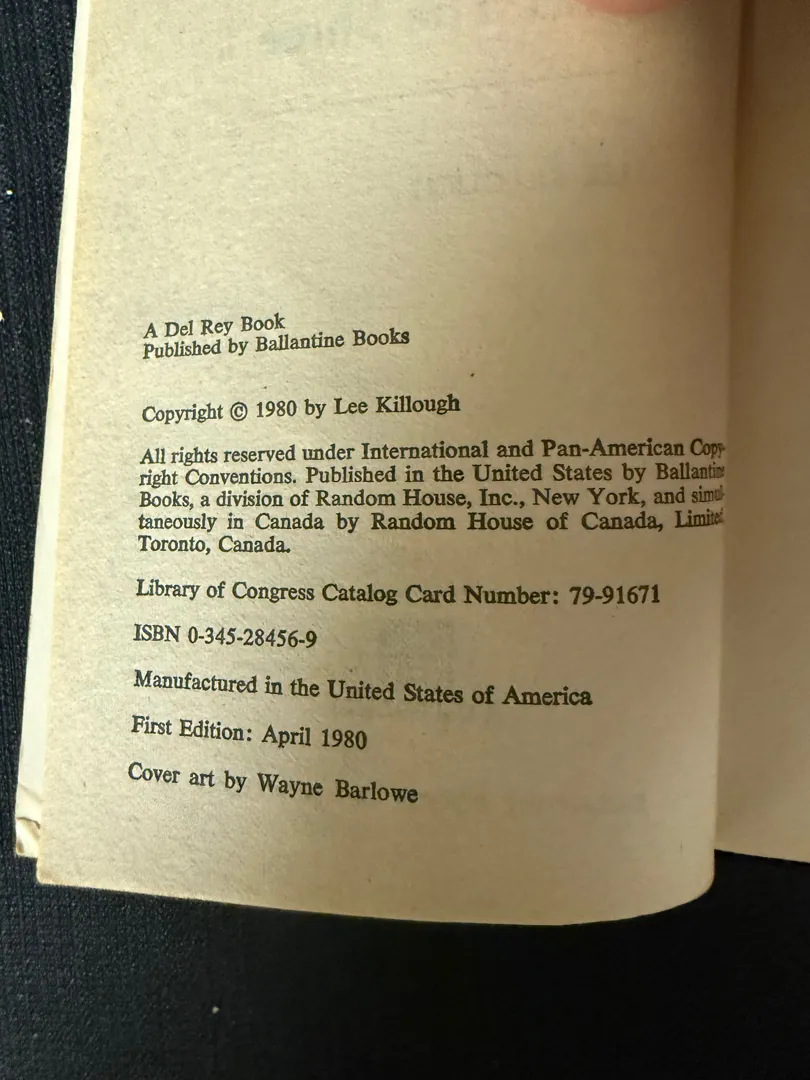 A Del Rey Book
Published by Ballantine Books
Copyright © 1980 by Lee Killough
All rights reserved under International and Pan-American Copy-
right Conventions. Published in the United States by Ballantine
Books, a division of Random House, Inc., New York, and simul-
taneously in Canada by Random House of Canada, Limited
Toronto, Canada.
Library of Congress Catalog Card Number: 79-91671
ISBN 0-345-28456-9
Manufactured in the United States of America
First Edition: April 1980
Cover art by Wayne Barlowe